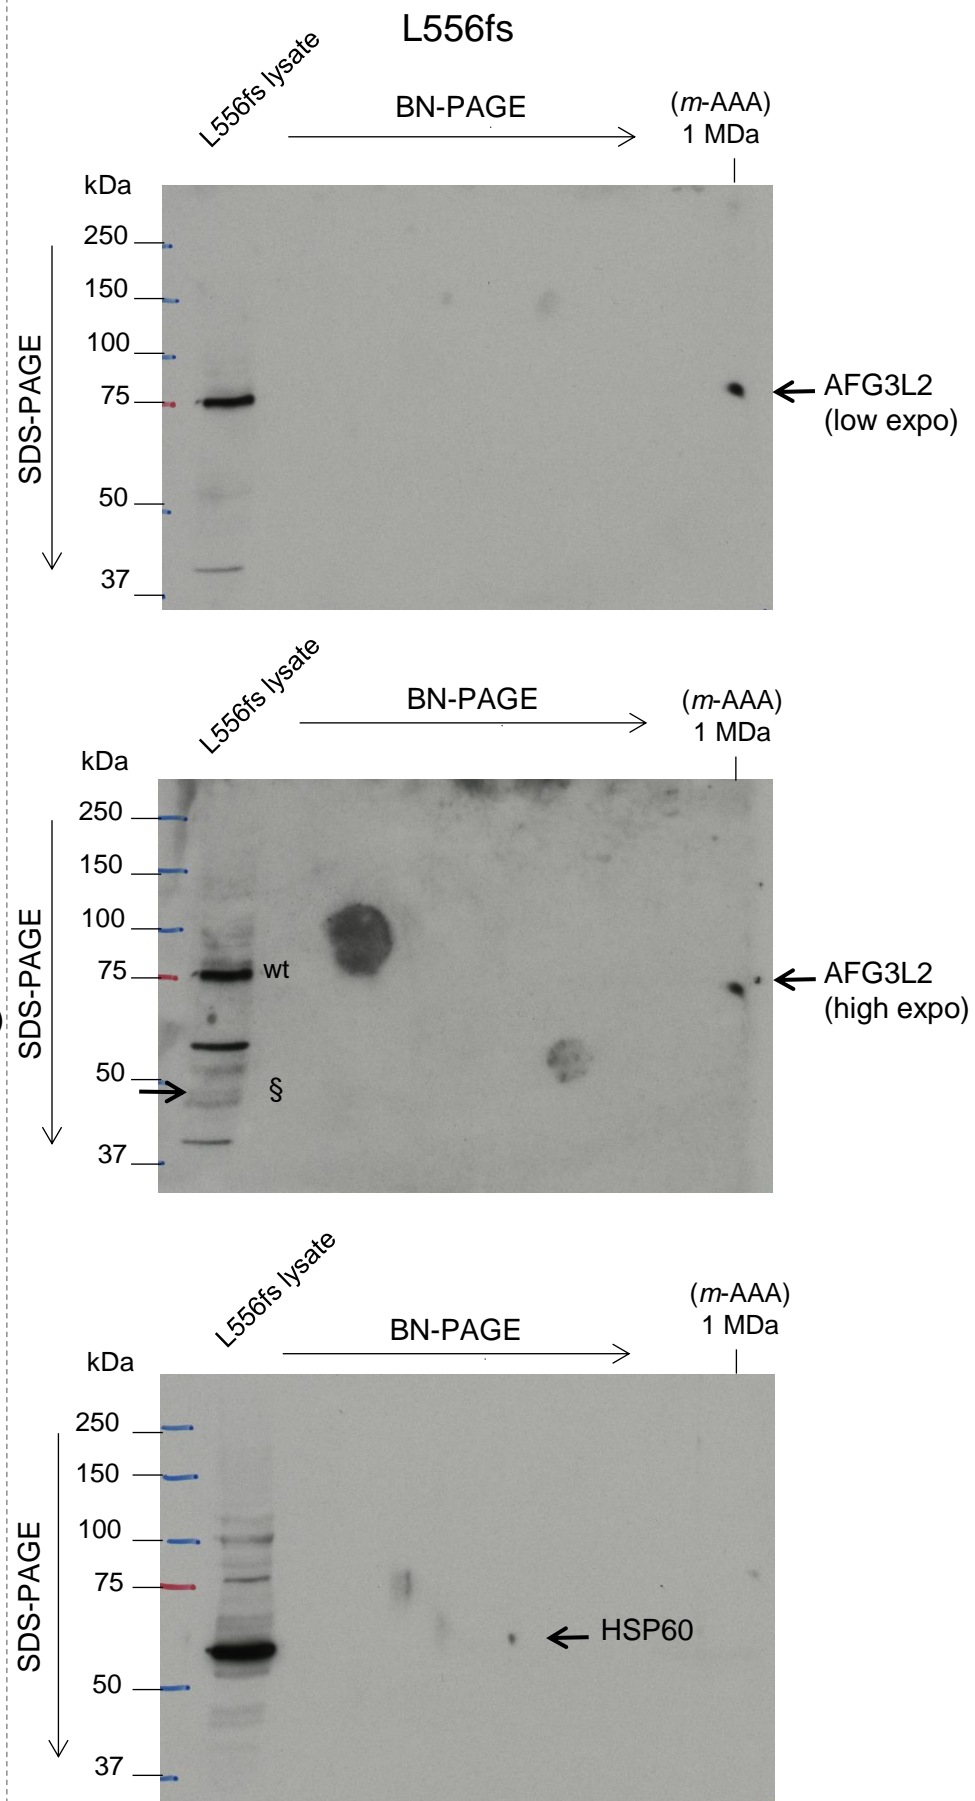 L556fs
L556fs lysate
BN-PAGE
(m-AAA)
1 MDa
kDa
250
150
100
75
50
37
SDS-PAGE
AFG3L2
(low expo)
L556fs lysate
BN-PAGE
(m-AAA)
1 MDa
kDa
250
150
100
75
50
37
SDS-PAGE
wt
§
AFG3L2
(high expo)
L556fs lysate
BN-PAGE
(m-AAA)
1 MDa
kDa
250
150
100
75
50
37
SDS-PAGE
HSP60